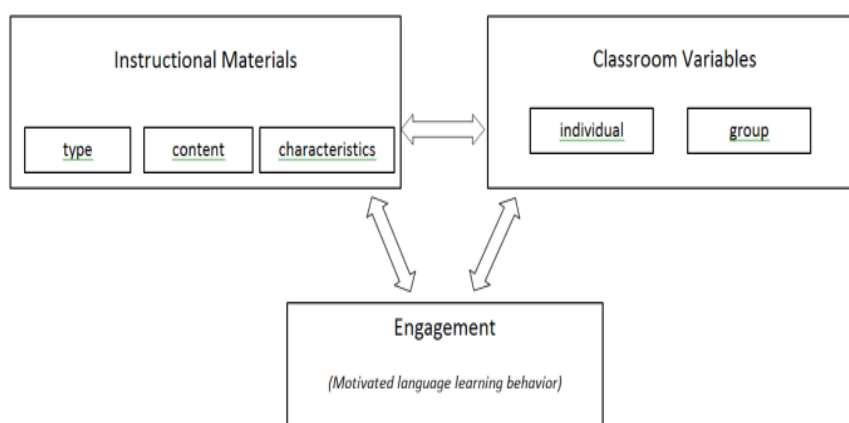 Instructional Materials
type
content
characteristics
Classroom Variables
individual
group
Engagement
(Motivated language learning behavior)